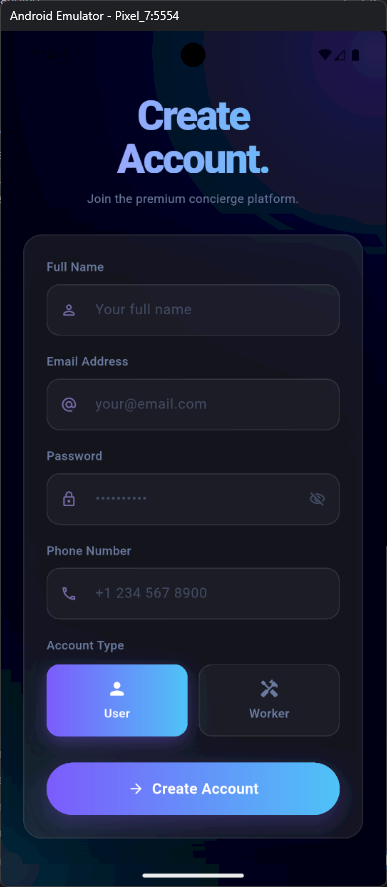 Android Emulator - Pixel_7:5554
Create
Account.
Join the premium concierge platform.
Full Name
Your full name
Email Address
your@email.com
Password
••••••••••
Phone Number
+1 234 567 8900
Account Type
User
Worker
Create Account